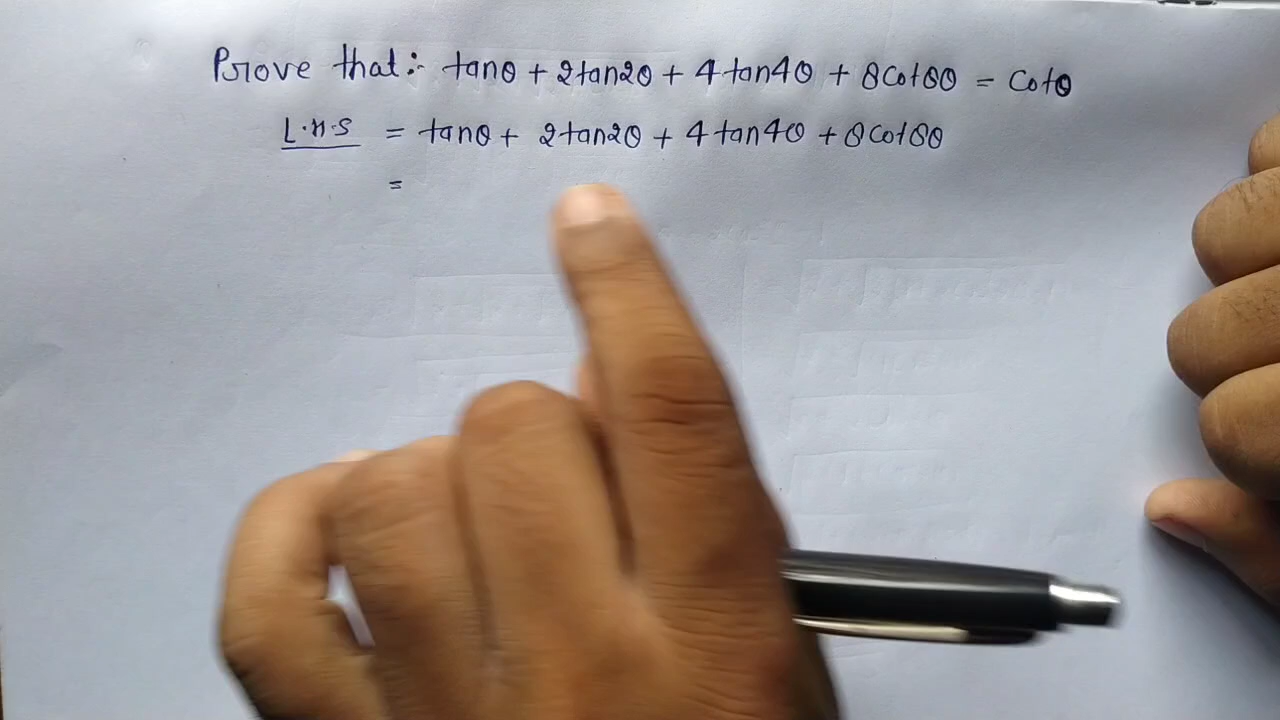 Prove that:- tanθ + 2tan2θ + 4tan4θ + 8cot8θ = cotθ
L.H.S = tanθ + 2tan2θ + 4tan4θ + 8cot8θ
=